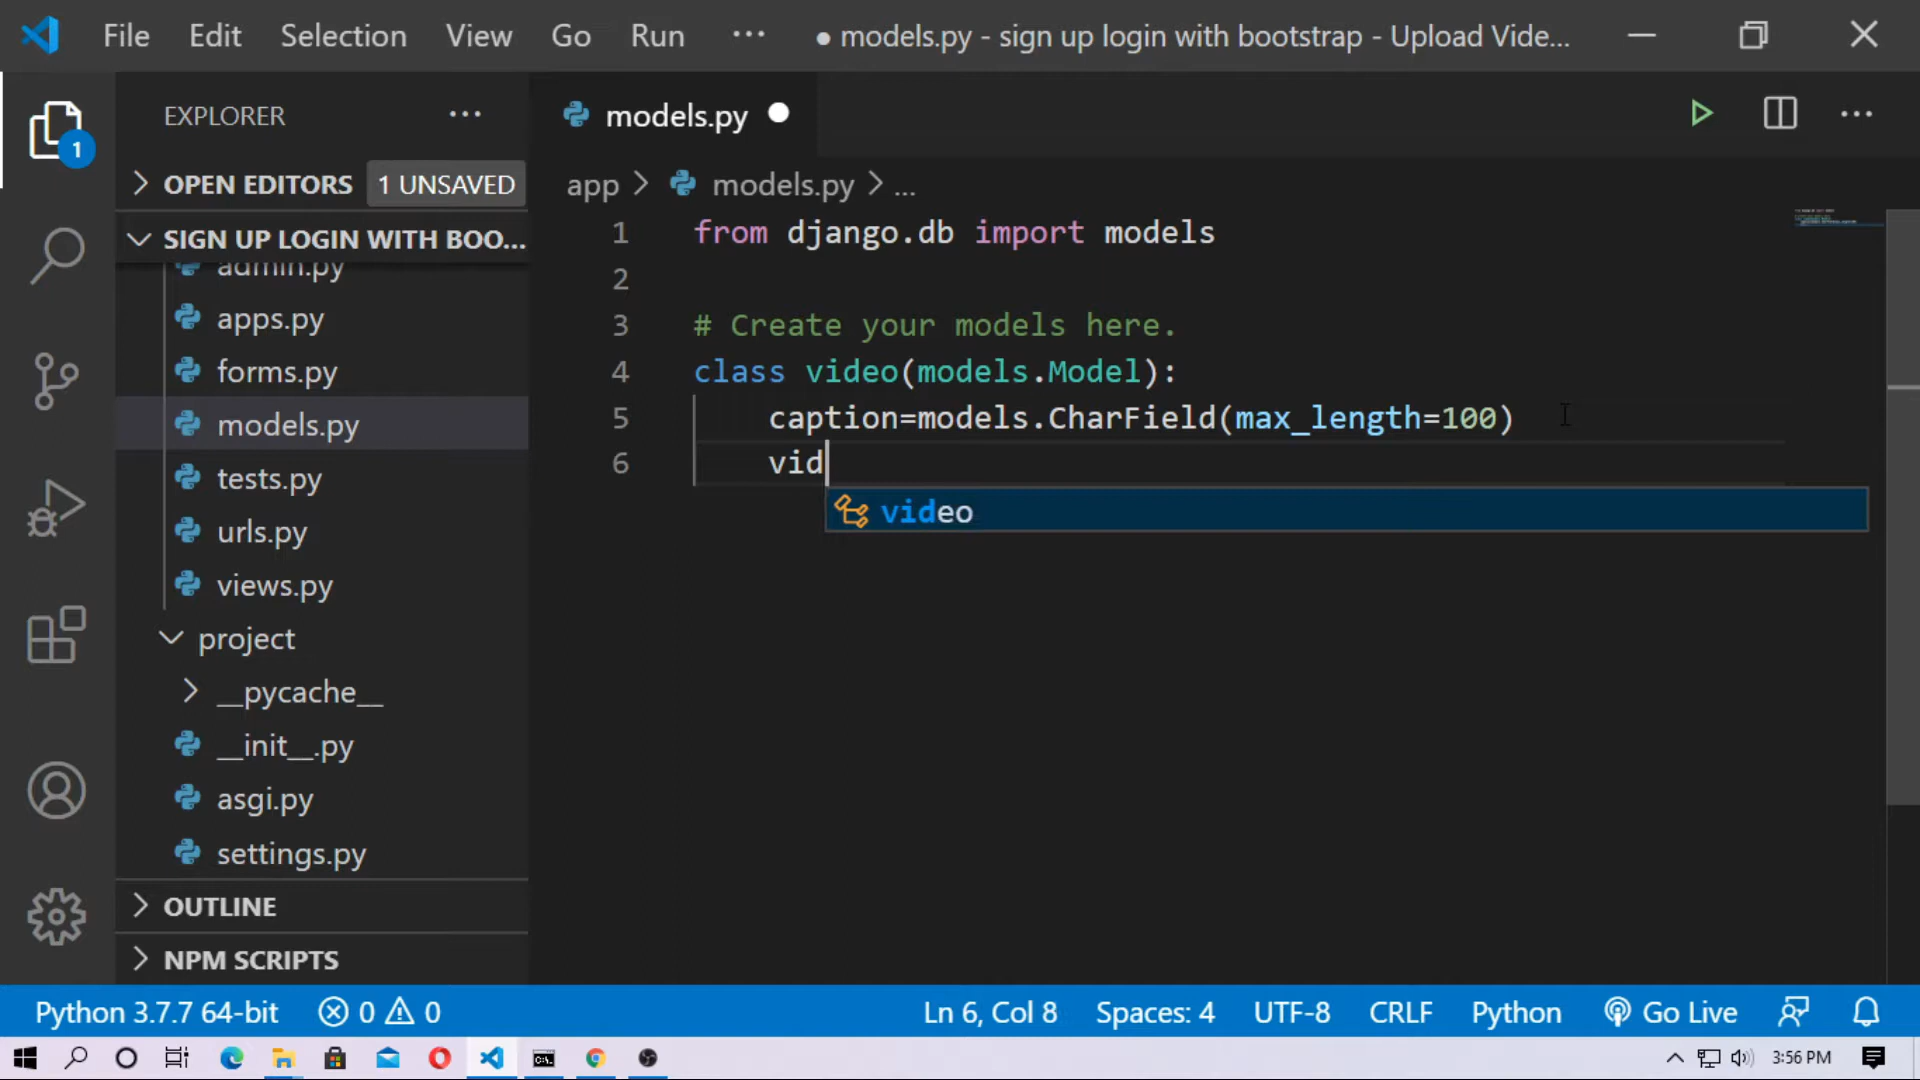 File Edit Selection View Go Run ··· ● models.py - sign up login with bootstrap - Upload Vide...
EXPLORER ···
models.py
OPEN EDITORS 1 UNSAVED
SIGN UP LOGIN WITH BOO...
admin.py
apps.py
forms.py
models.py
tests.py
urls.py
views.py
project
__pycache__
__init__.py
asgi.py
settings.py
OUTLINE
NPM SCRIPTS
1
app > models.py > ...
1 from django.db import models
2
3 # Create your models here.
4 class video(models.Model):
5 caption=models.CharField(max_length=100)
6 vid
video
Python 3.7.7 64-bit 0 0 Ln 6, Col 8 Spaces: 4 UTF-8 CRLF Python Go Live
3:56 PM